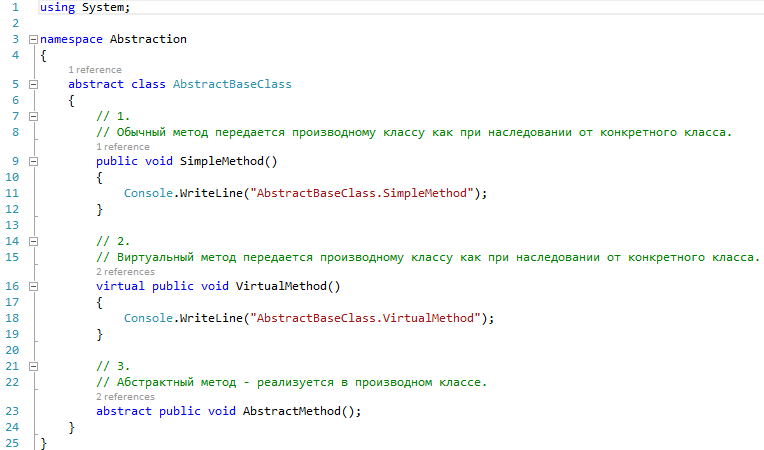 1 using System;
2
3 namespace Abstraction
4 {
1 reference
5 abstract class AbstractBaseClass
6 {
7 // 1.
8 // Обычный метод передается производному классу как при наследовании от конкретного класса.
1 reference
9 public void SimpleMethod()
10 {
11 Console.WriteLine("AbstractBaseClass.SimpleMethod");
12 }
13
14 // 2.
15 // Виртуальный метод передается производному классу как при наследовании от конкретного класса.
2 references
16 virtual public void VirtualMethod()
17 {
18 Console.WriteLine("AbstractBaseClass.VirtualMethod");
19 }
20
21 // 3.
22 // Абстрактный метод - реализуется в производном классе.
2 references
23 abstract public void AbstractMethod();
24 }
25 }